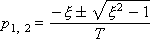 p1, 2 = (−ξ ± √(ξ² − 1)) / T